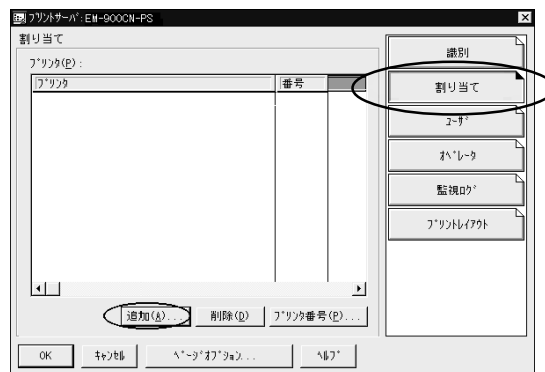 ﾌﾟﾘﾝﾄｻｰﾊﾞ:EM-900CN-PS
割り当て
ﾌﾟﾘﾝﾀ(P):
ﾌﾟﾘﾝﾀ 番号
追加(A)... 削除(D) ﾌﾟﾘﾝﾀ番号(P)...
識別
割り当て
ﾕｰｻﾞ
ｵﾍﾟﾚｰﾀ
監視ﾛｸﾞ
ﾌﾟﾘﾝﾄﾚｲｱｳﾄ
OK ｷｬﾝｾﾙ ﾍﾟｰｼﾞｵﾌﾟｼｮﾝ... ﾍﾙﾌﾟ